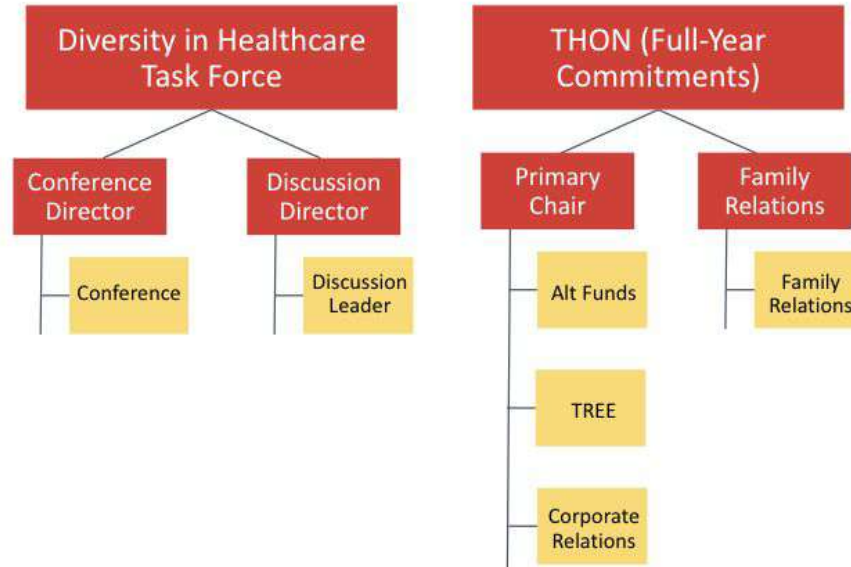 Diversity in Healthcare
Task Force
THON (Full-Year
Commitments)
Conference
Director
Discussion
Director
Primary
Chair
Family
Relations
Conference
Discussion
Leader
Alt Funds
Family
Relations
TREE
Corporate
Relations